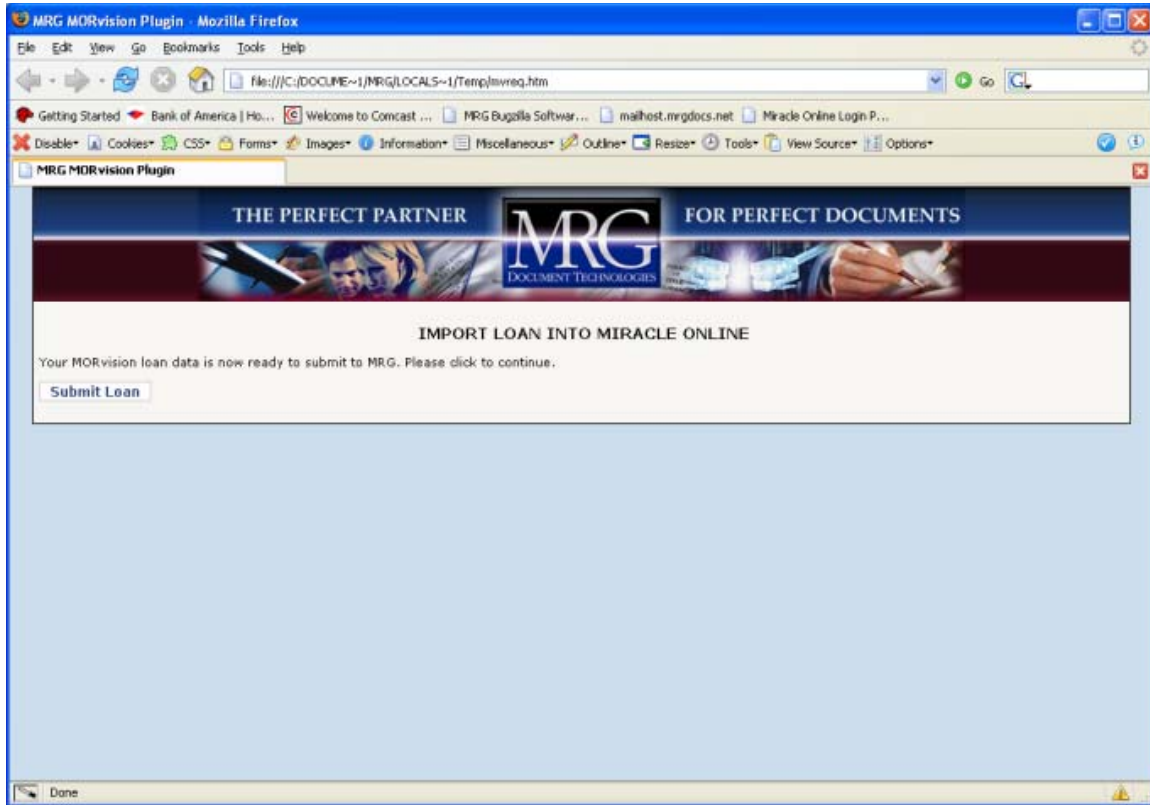 MRG MORvision Plugin - Mozilla Firefox
File Edit View Go Bookmarks Tools Help
file:///C:/DOCUME~1/MRG/LOCALS~1/Temp/mvreq.htm Go G
Getting Started Bank of America | Ho... Welcome to Comcast ... MRG Bugzilla Softwar... mailhost.mrgdocs.net Miracle Online Login P...
Disable Cookies CSS Forms Images Information Miscellaneous Outline Resize Tools View Source Options
MRG MORvision Plugin
THE PERFECT PARTNER MRG FOR PERFECT DOCUMENTS
DOCUMENT TECHNOLOGIES
IMPORT LOAN INTO MIRACLE ONLINE
Your MORvision loan data is now ready to submit to MRG. Please click to continue.
Submit Loan
Done